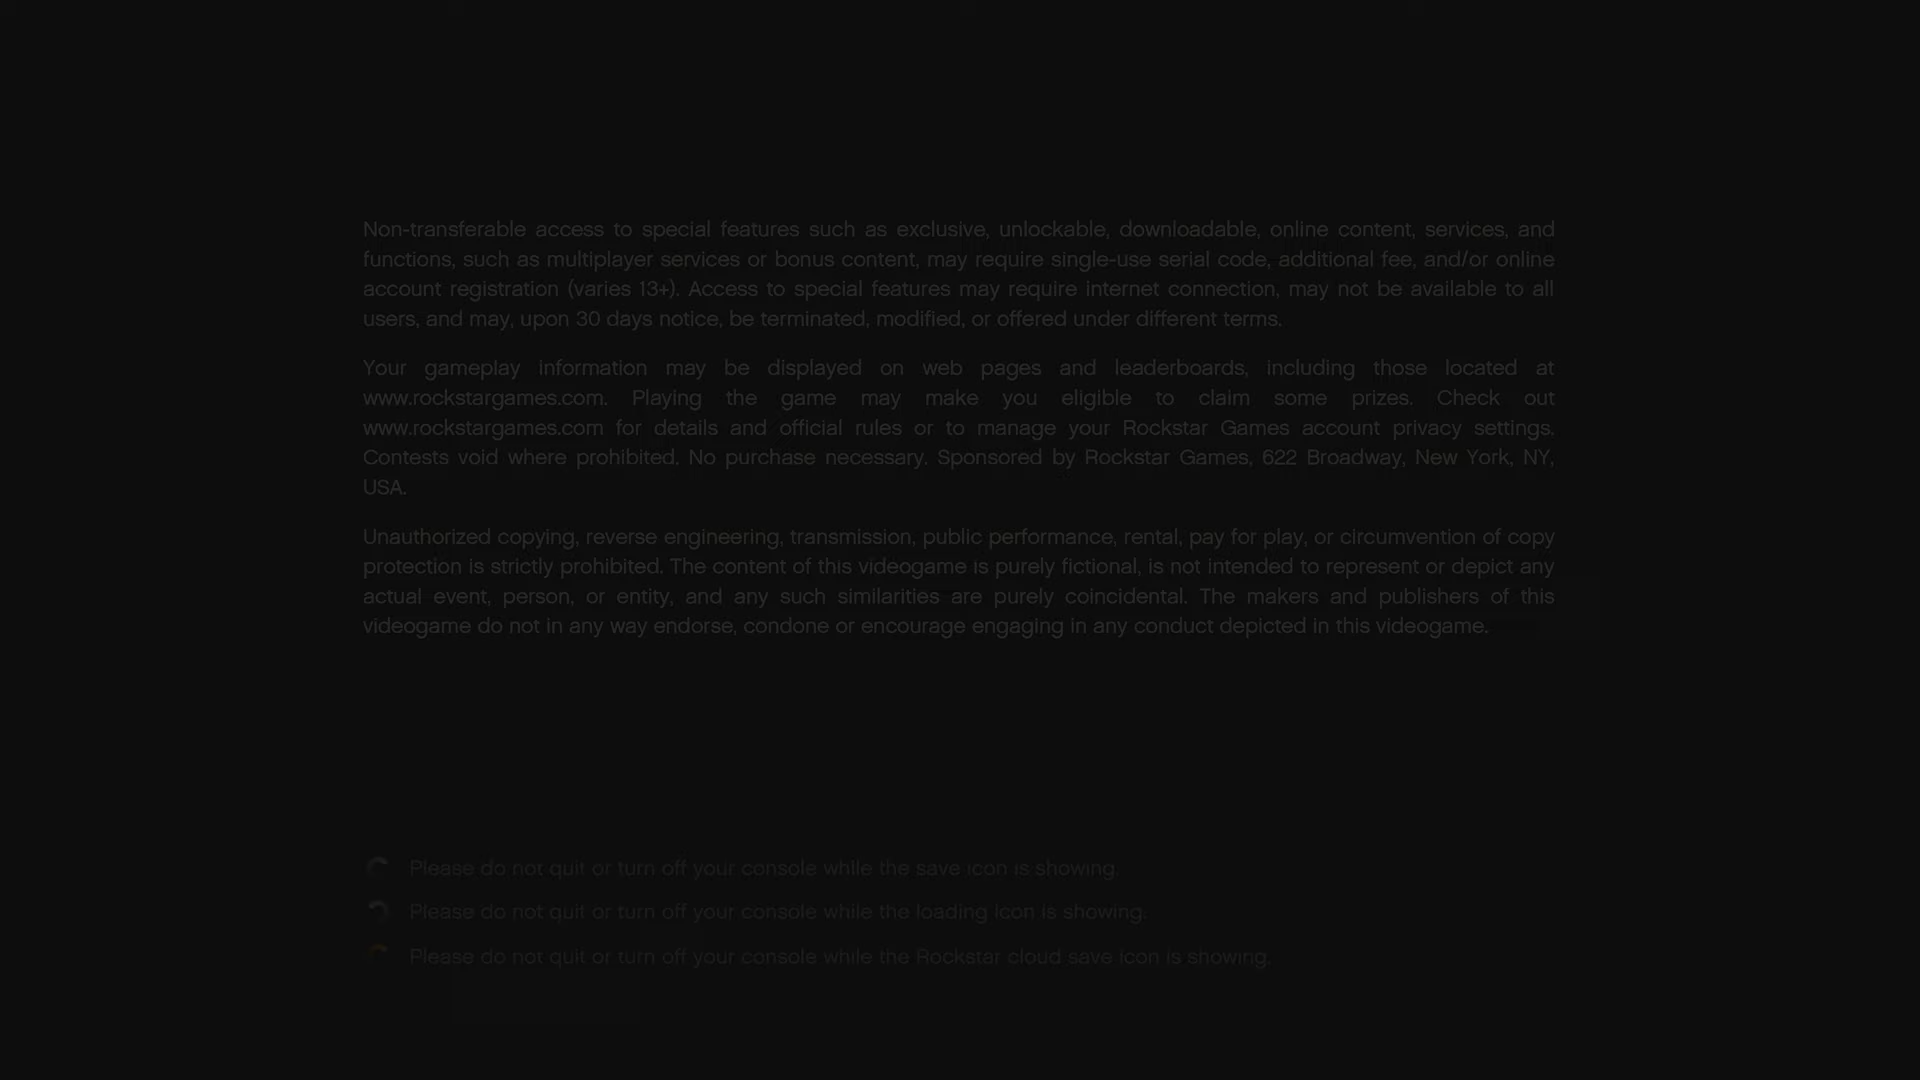 Non-transferable access to special features such as exclusive, unlockable, downloadable, online content, services, and
functions, such as multiplayer services or bonus content, may require single-use serial code, additional fee, and/or online
account registration (varies 13+). Access to special features may require internet connection, may not be available to all
users, and may, upon 30 days notice, be terminated, modified, or offered under different terms.
Your gameplay information may be displayed on web pages and leaderboards, including those located at
www.rockstargames.com. Playing the game may make you eligible to claim some prizes. Check out
www.rockstargames.com for details and official rules or to manage your Rockstar Games account privacy settings.
Contests void where prohibited. No purchase necessary. Sponsored by Rockstar Games, 622 Broadway, New York, NY,
USA.
Unauthorized copying, reverse engineering, transmission, public performance, rental, pay for play, or circumvention of copy
protection is strictly prohibited. The content of this videogame is purely fictional, is not intended to represent or depict any
actual event, person, or entity, and any such similarities are purely coincidental. The makers and publishers of this
videogame do not in any way endorse, condone or encourage engaging in any conduct depicted in this videogame.
Please do not quit or turn off your console while the save icon is showing.
Please do not quit or turn off your console while the loading icon is showing.
Please do not quit or turn off your console while the Rockstar cloud save icon is showing.